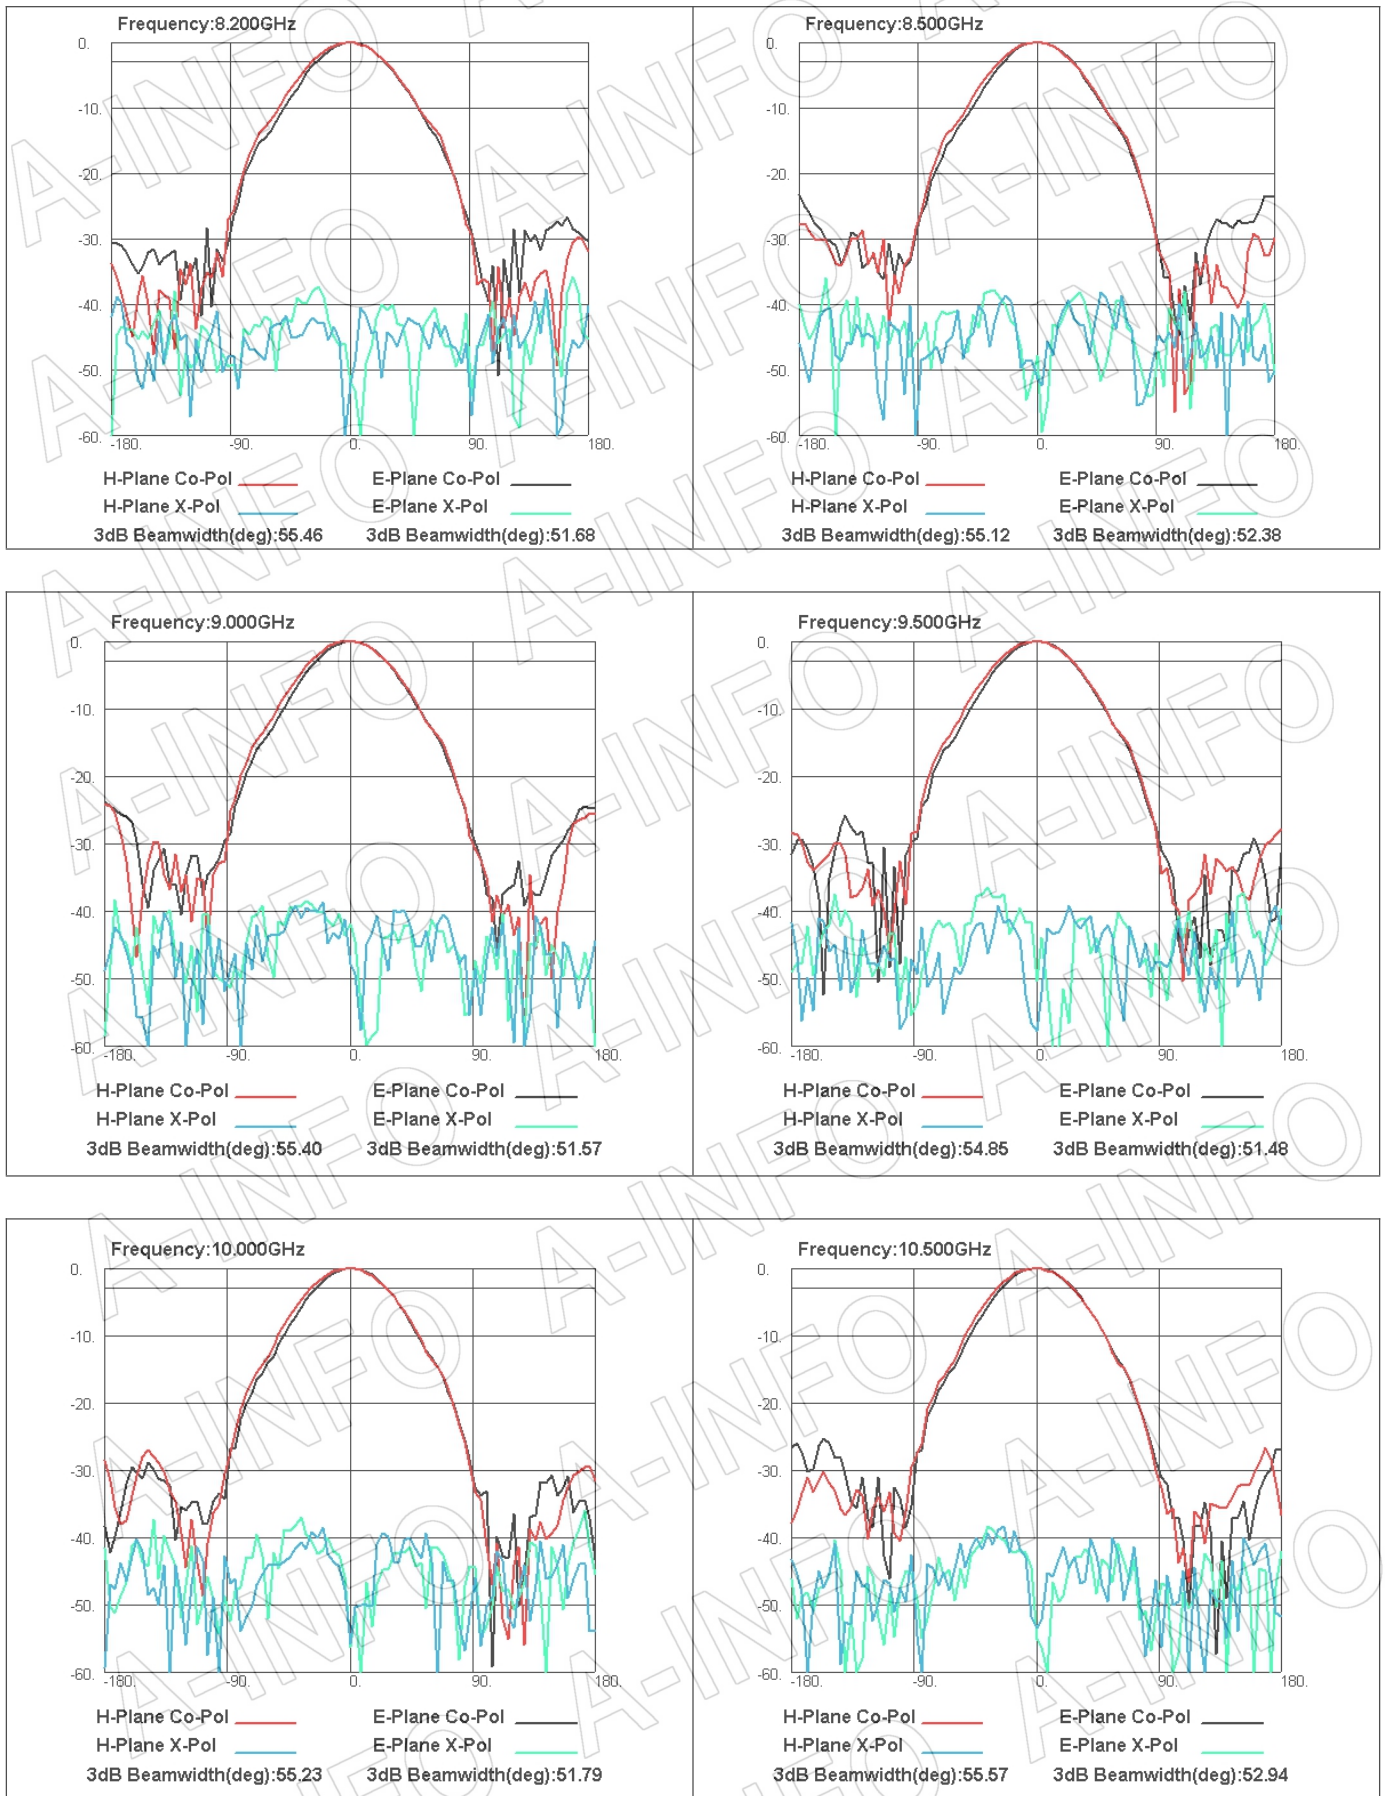 Frequency:8.200GHz
0.
-10.
-20.
-30.
-40.
-50.
-60.
-180. -90. 0. 90. 180.
H-Plane Co-Pol E-Plane Co-Pol
H-Plane X-Pol E-Plane X-Pol
3dB Beamwidth(deg):55.46 3dB Beamwidth(deg):51.68
Frequency:8.500GHz
0.
-10.
-20.
-30.
-40.
-50.
-60.
-180. -90. 0. 90. 180.
H-Plane Co-Pol E-Plane Co-Pol
H-Plane X-Pol E-Plane X-Pol
3dB Beamwidth(deg):55.12 3dB Beamwidth(deg):52.38
Frequency:9.000GHz
0.
-10.
-20.
-30.
-40.
-50.
-60.
-180. -90. 0. 90. 180.
H-Plane Co-Pol E-Plane Co-Pol
H-Plane X-Pol E-Plane X-Pol
3dB Beamwidth(deg):55.40 3dB Beamwidth(deg):51.57
Frequency:9.500GHz
0.
-10.
-20.
-30.
-40.
-50.
-60.
-180. -90. 0. 90. 180.
H-Plane Co-Pol E-Plane Co-Pol
H-Plane X-Pol E-Plane X-Pol
3dB Beamwidth(deg):54.85 3dB Beamwidth(deg):51.48
Frequency:10.000GHz
0.
-10.
-20.
-30.
-40.
-50.
-60.
-180. -90. 0. 90. 180.
H-Plane Co-Pol E-Plane Co-Pol
H-Plane X-Pol E-Plane X-Pol
3dB Beamwidth(deg):55.23 3dB Beamwidth(deg):51.79
Frequency:10.500GHz
0.
-10.
-20.
-30.
-40.
-50.
-60.
-180. -90. 0. 90. 180.
H-Plane Co-Pol E-Plane Co-Pol
H-Plane X-Pol E-Plane X-Pol
3dB Beamwidth(deg):55.57 3dB Beamwidth(deg):52.94
A-INFO